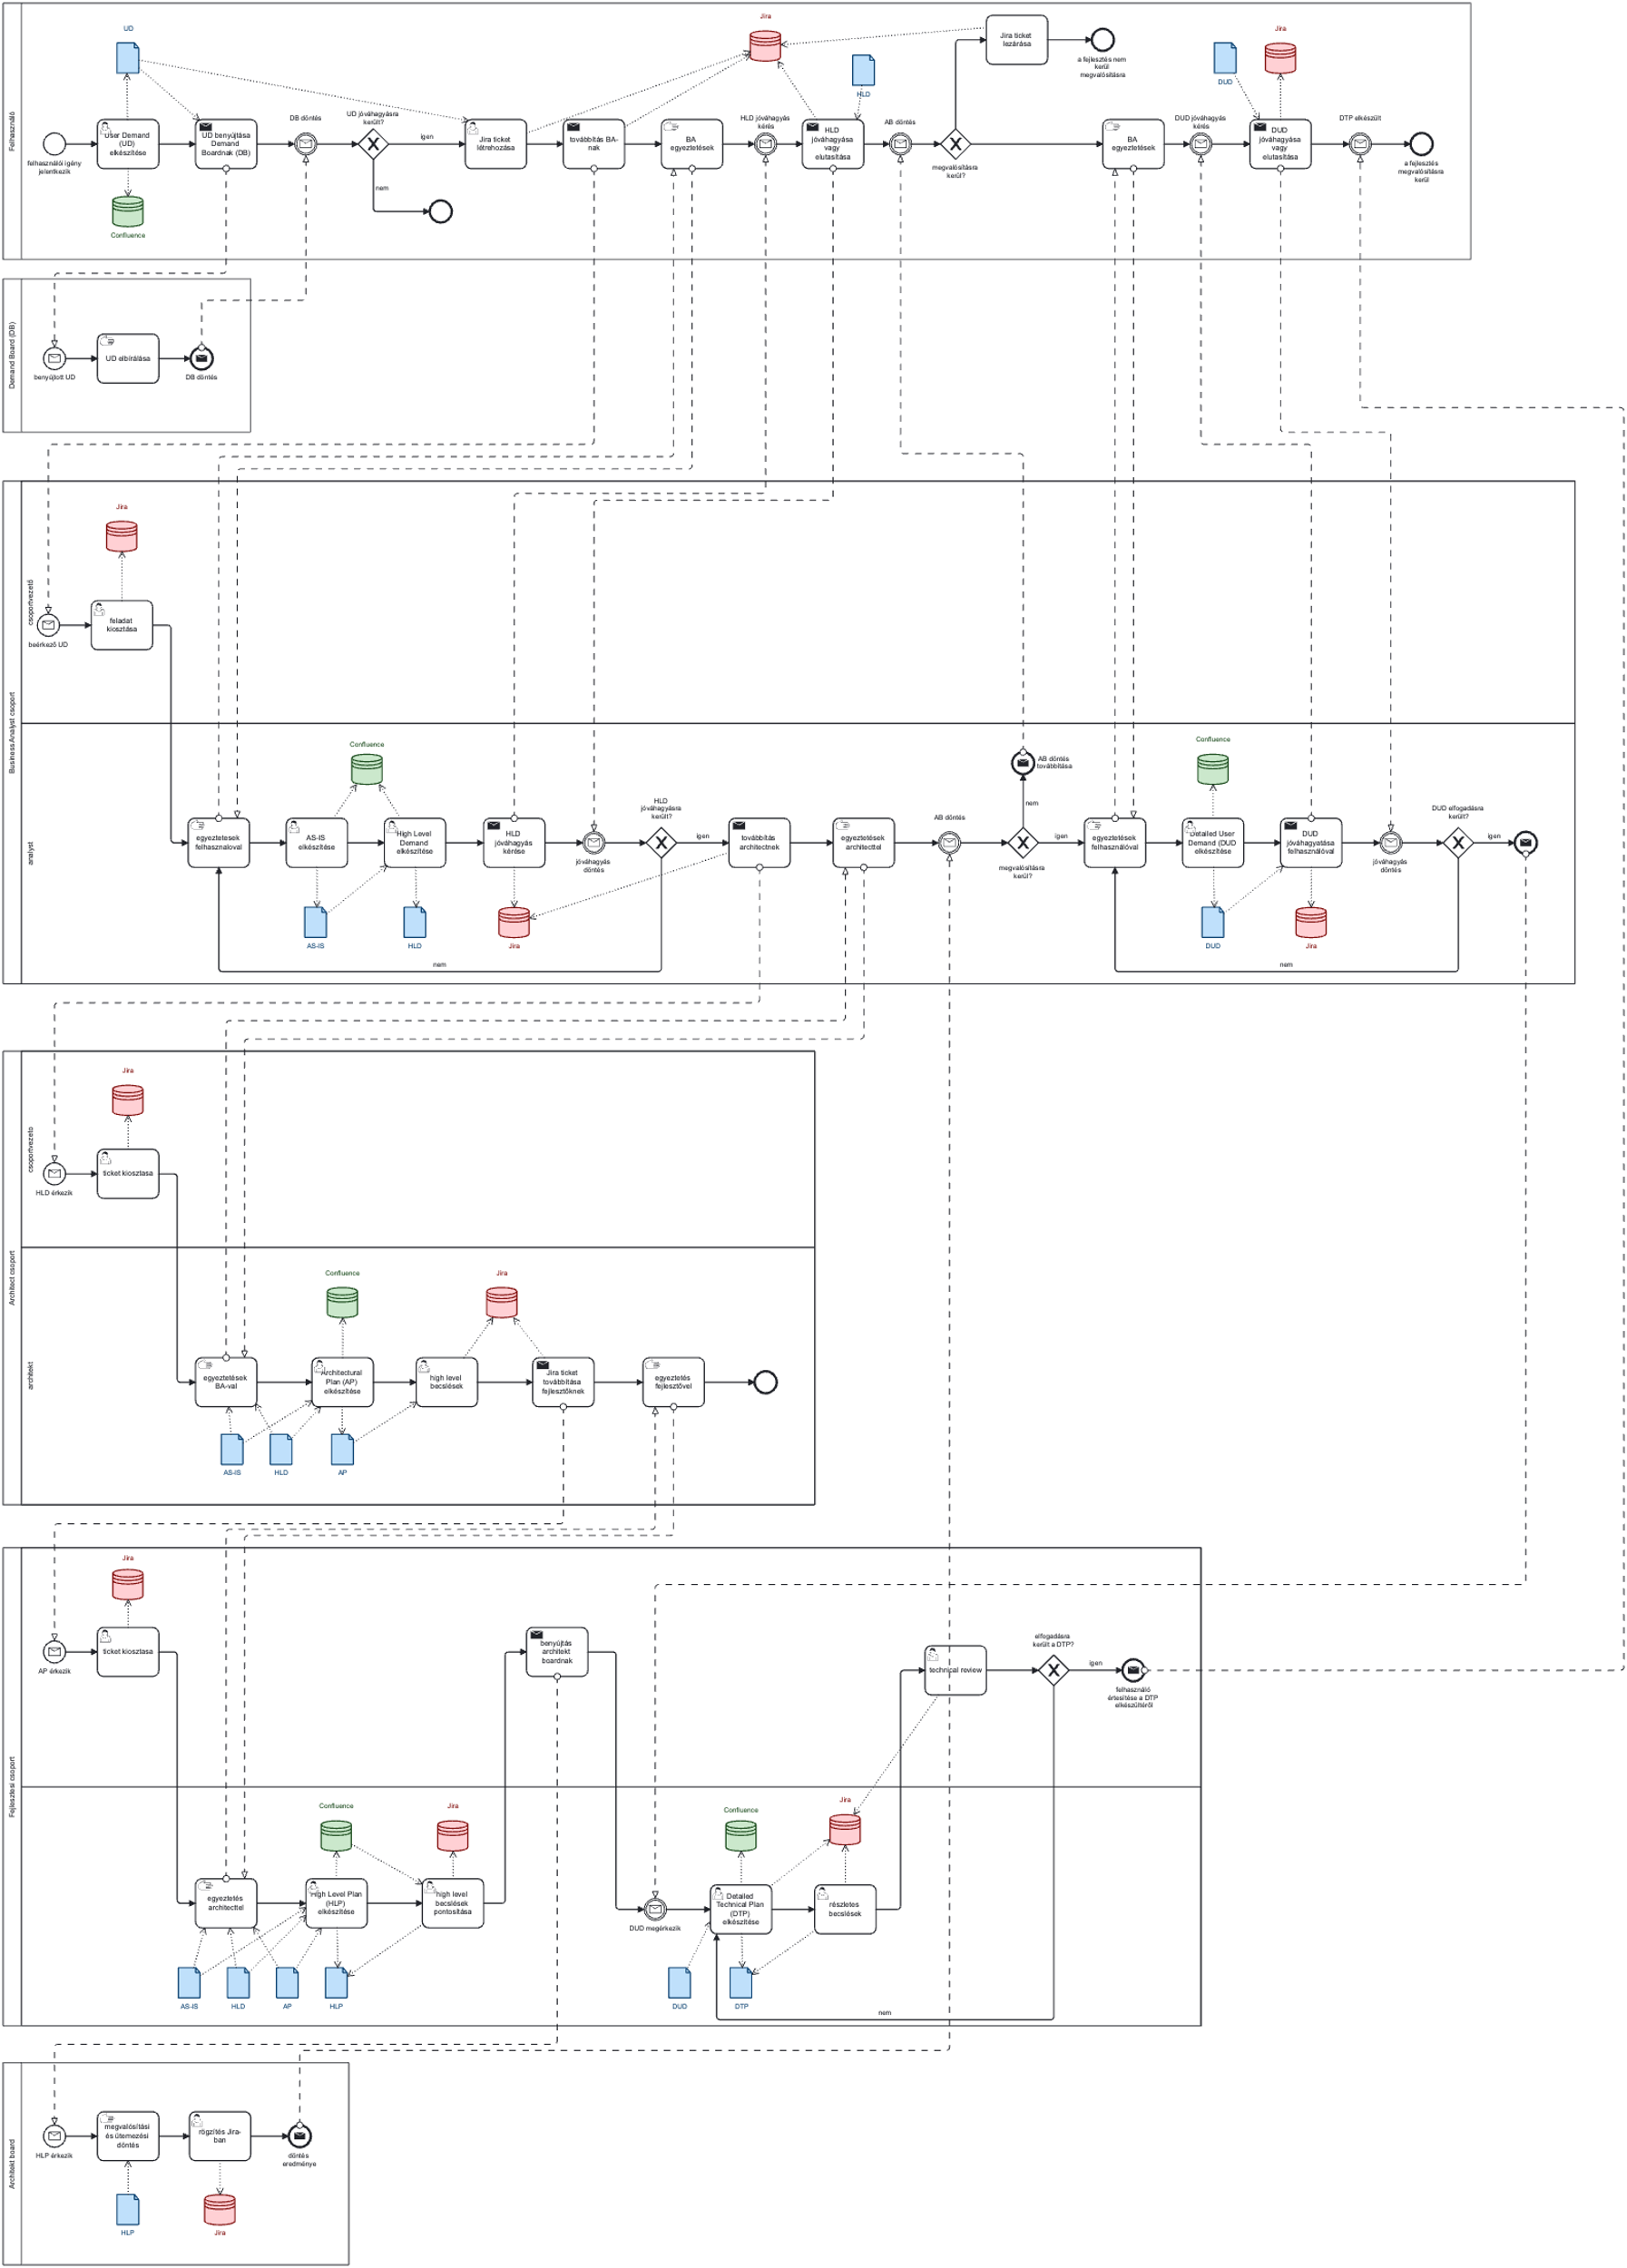 Felhasználó
UD
Jira
Jira ticket
lezárása
a fejlesztés nem
kerül
megvalósításra
HLD
DUD
Jira
felhasználói igény
jelentkezik
User Demand
(UD)
elkészítése
Confluence
UD benyújtása
Demand
Boardnak (DB)
DB döntés
UD jóváhagyásra
került?
igen
nem
Jira ticket
létrehozása
továbbítás BA-
nak
BA
egyeztetések
HLD jóváhagyás
kérés
HLD
jóváhagyása
vagy
elutasítása
AB döntés
megvalósításra
kerül?
BA
egyeztetések
DUD jóváhagyás
kérés
DUD
jóváhagyása
vagy
elutasítása
DTP elkészült
a fejlesztés
megvalósításra
kerül
Demand Board (DB)
benyújtott UD
UD elbírálása
DB döntés
Business Analyst csoport
csoportvezető
Jira
beérkező UD
feladat
kiosztása
analyst
egyeztetesek
felhasznaloval
Confluence
AS-IS
elkészítése
High Level
Demand
elkészítése
AS-IS
HLD
HLD
jóváhagyás
kérése
Jira
jóváhagyás
döntés
HLD
jóváhagyásra
került?
igen
nem
továbbítás
architectnek
egyeztetések
architecttel
AB döntés
AB döntés
továbbítása
nem
megvalósításra
kerül?
igen
egyeztetések
felhasználóval
Confluence
Detailed User
Demand (DUD
elkészítése
DUD
DUD
jóváhagyatása
felhasználóval
Jira
jóváhagyás
döntés
DUD elfogadásra
került?
igen
nem
Architect csoport
csoportvezeto
Jira
HLD érkezik
ticket kiosztasa
architekt
egyeztetések
BA-val
AS-IS
HLD
Confluence
Architectural
Plan (AP)
elkészítése
AP
high level
becslések
Jira
Jira ticket
továbbítása
fejlesztőknek
egyeztetés
fejlesztővel
Fejlesztesi csoport
Jira
AP érkezik
ticket kiosztasa
benyújtás
architekt
boardnak
technical review
elfogadásra
került a DTP?
igen
felhasználó
értesítése a DTP
elkészültéről
egyeztetés
architecttel
Confluence
High Level Plan
(HLP)
elkészítése
Jira
high level
becslések
pontosítása
AS-IS
HLD
AP
HLP
DUD megérkezik
Confluence
Detailed
Technical Plan
(DTP)
elkészítése
Jira
részletes
becslések
DUD
DTP
nem
Architekt board
HLP érkezik
megvalósítási
és ütemezési
döntés
rögzítés Jira-
ban
döntés
eredménye
HLP
Jira